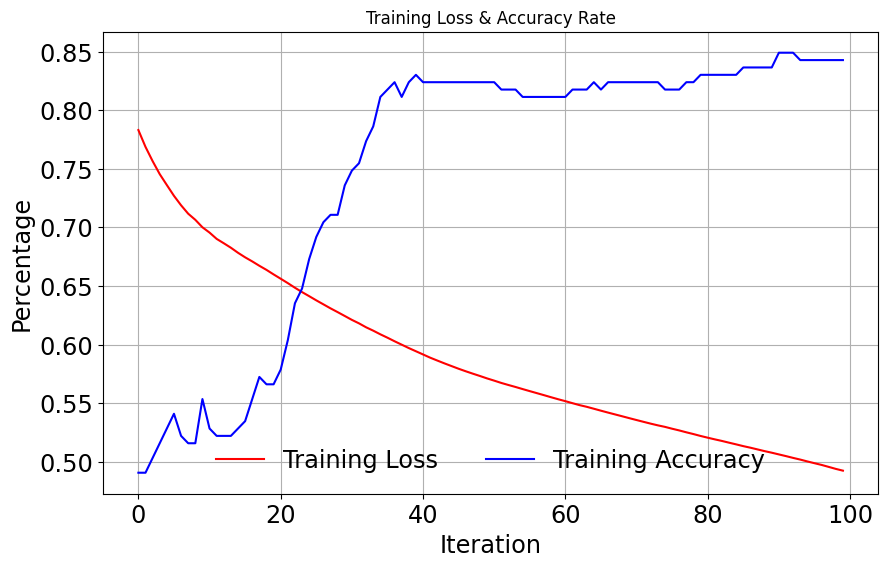 Training Loss & Accuracy Rate
0.85
0.80
0.75
0.70
0.65
0.60
0.55
0.50
Percentage
Training Loss Training Accuracy
0 20 40 60 80 100
Iteration